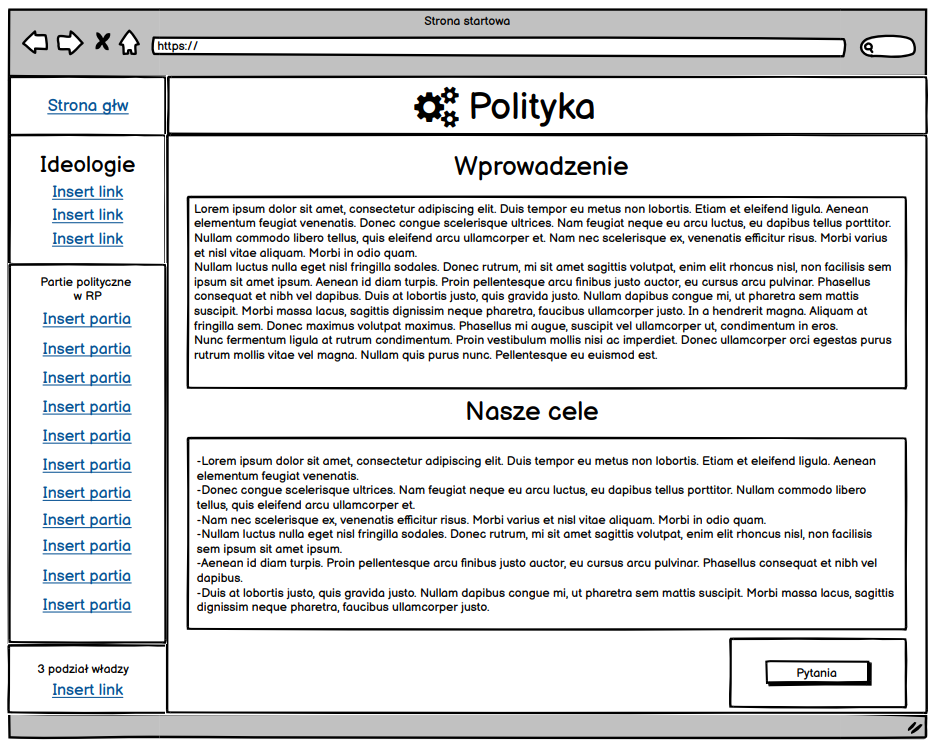 Strona startowa
https://
Strona głw
Polityka
Ideologie
Insert link
Insert link
Insert link
Partie polityczne
w RP
Insert partia
Insert partia
Insert partia
Insert partia
Insert partia
Insert partia
Insert partia
Insert partia
Insert partia
Insert partia
Insert partia
3 podział władzy
Insert link
Wprowadzenie
Lorem ipsum dolor sit amet, consectetur adipiscing elit. Duis tempor eu metus non lobortis. Etiam et eleifend ligula. Aenean
elementum feugiat venenatis. Donec congue scelerisque ultrices. Nam feugiat neque eu arcu luctus, eu dapibus tellus porttitor.
Nullam commodo libero tellus, quis eleifend arcu ullamcorper et. Nam nec scelerisque ex, venenatis efficitur risus. Morbi varius
et nisl vitae aliquam. Morbi in odio quam.
Nullam luctus nulla eget nisl fringilla sodales. Donec rutrum, mi sit amet sagittis volutpat, enim elit rhoncus nisl, non facilisis sem
ipsum sit amet ipsum. Aenean id diam turpis. Proin pellentesque arcu finibus justo auctor, eu cursus arcu pulvinar. Phasellus
consequat et nibh vel dapibus. Duis at lobortis justo, quis gravida justo. Nullam dapibus congue mi, ut pharetra sem mattis
suscipit. Morbi massa lacus, sagittis dignissim neque pharetra, faucibus ullamcorper justo. In a hendrerit magna. Aliquam at
fringilla sem. Donec maximus volutpat maximus. Phasellus mi augue, suscipit vel ullamcorper ut, condimentum in eros.
Nunc fermentum ligula at rutrum condimentum. Proin vestibulum mollis nisi ac imperdiet. Donec ullamcorper orci egestas purus
rutrum mollis vitae vel magna. Nullam quis purus nunc. Pellentesque eu euismod est.
Nasze cele
-Lorem ipsum dolor sit amet, consectetur adipiscing elit. Duis tempor eu metus non lobortis. Etiam et eleifend ligula. Aenean
elementum feugiat venenatis.
-Donec congue scelerisque ultrices. Nam feugiat neque eu arcu luctus, eu dapibus tellus porttitor. Nullam commodo libero
tellus, quis eleifend arcu ullamcorper et.
-Nam nec scelerisque ex, venenatis efficitur risus. Morbi varius et nisl vitae aliquam. Morbi in odio quam.
-Nullam luctus nulla eget nisl fringilla sodales. Donec rutrum, mi sit amet sagittis volutpat, enim elit rhoncus nisl, non facilisis
sem ipsum sit amet ipsum.
-Aenean id diam turpis. Proin pellentesque arcu finibus justo auctor, eu cursus arcu pulvinar. Phasellus consequat et nibh vel
dapibus.
-Duis at lobortis justo, quis gravida justo. Nullam dapibus congue mi, ut pharetra sem mattis suscipit. Morbi massa lacus, sagittis
dignissim neque pharetra, faucibus ullamcorper justo.
Pytania